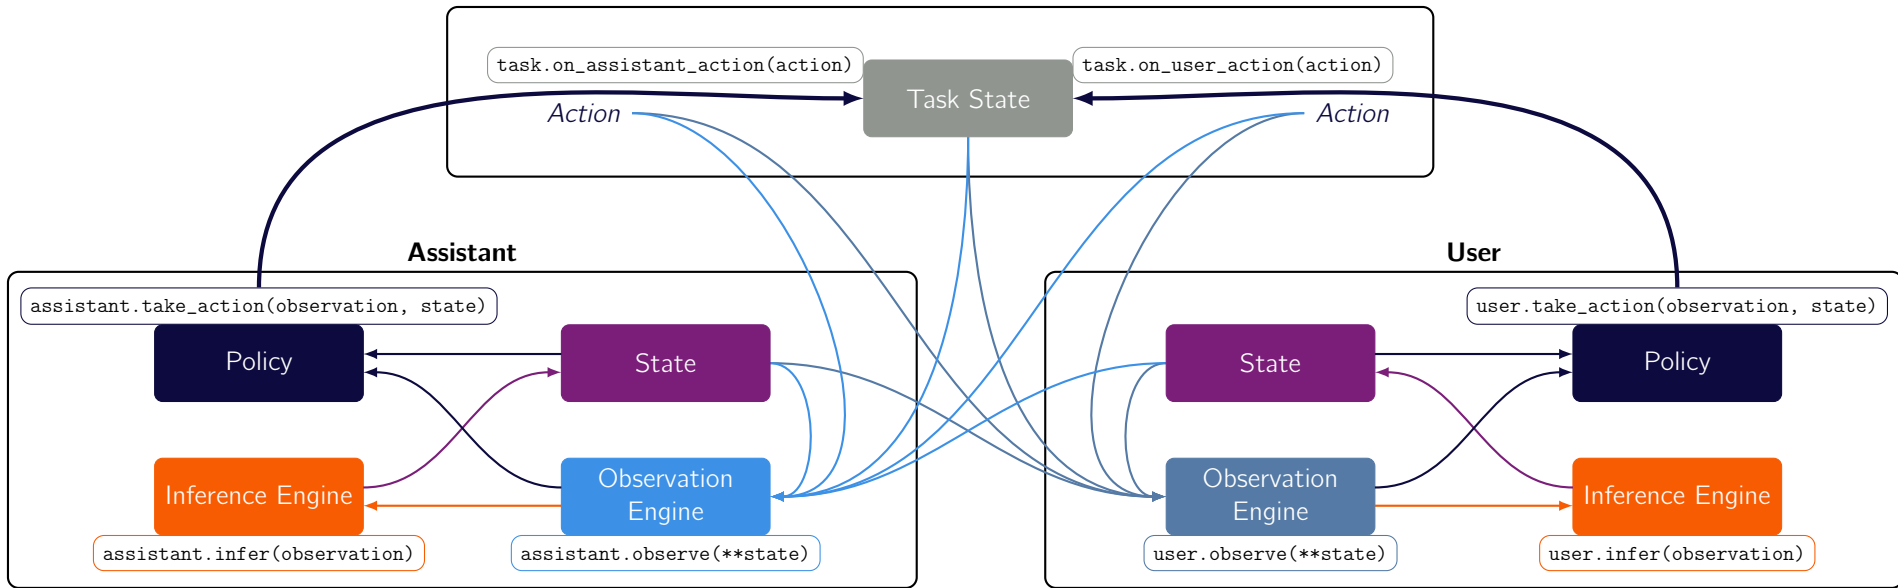 task.on_assistant_action(action)
task.on_user_action(action)
Task State
Action
Action
Assistant
User
assistant.take_action(observation, state)
user.take_action(observation, state)
Policy
State
State
Policy
Inference Engine
Observation
Engine
Observation
Engine
Inference Engine
assistant.infer(observation)
assistant.observe(**state)
user.observe(**state)
user.infer(observation)